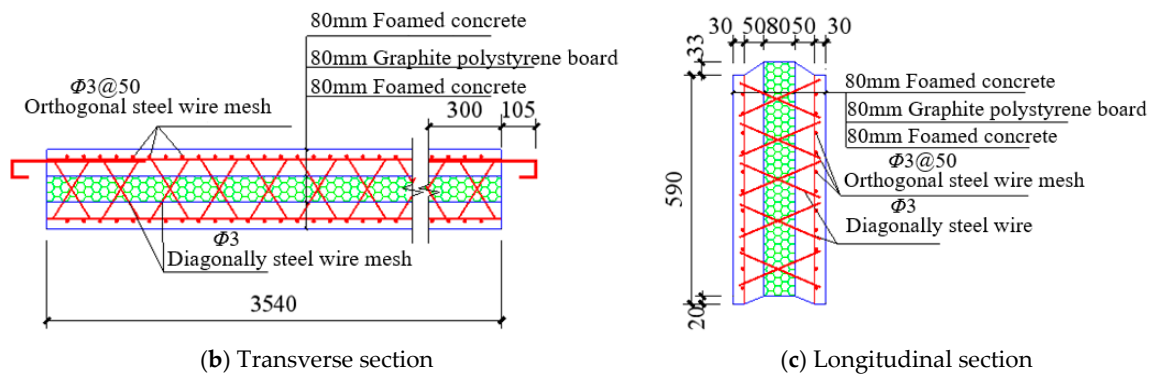 80mm Foamed concrete
80mm Graphite polystyrene board
80mm Foamed concrete
Φ3@50
Orthogonal steel wire mesh
300
105
Φ3
Diagonally steel wire mesh
3540
(b) Transverse section
30 50 80 50 30
33
590
20
80mm Foamed concrete
80mm Graphite polystyrene board
80mm Foamed concrete
Φ3@50
Orthogonal steel wire mesh
Φ3
Diagonally steel wire
(c) Longitudinal section